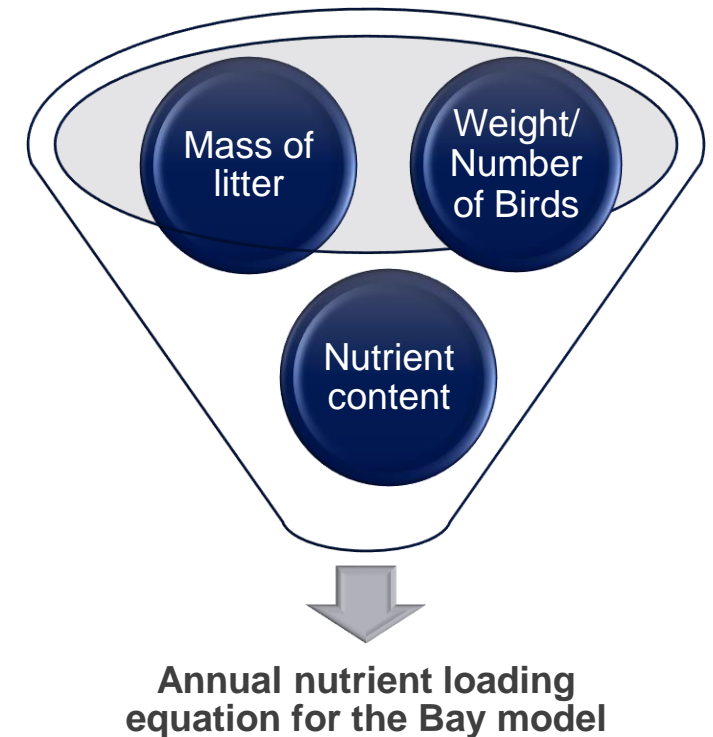 Mass of
litter
Weight/
Number
of Birds
Nutrient
content
Annual nutrient loading
equation for the Bay model